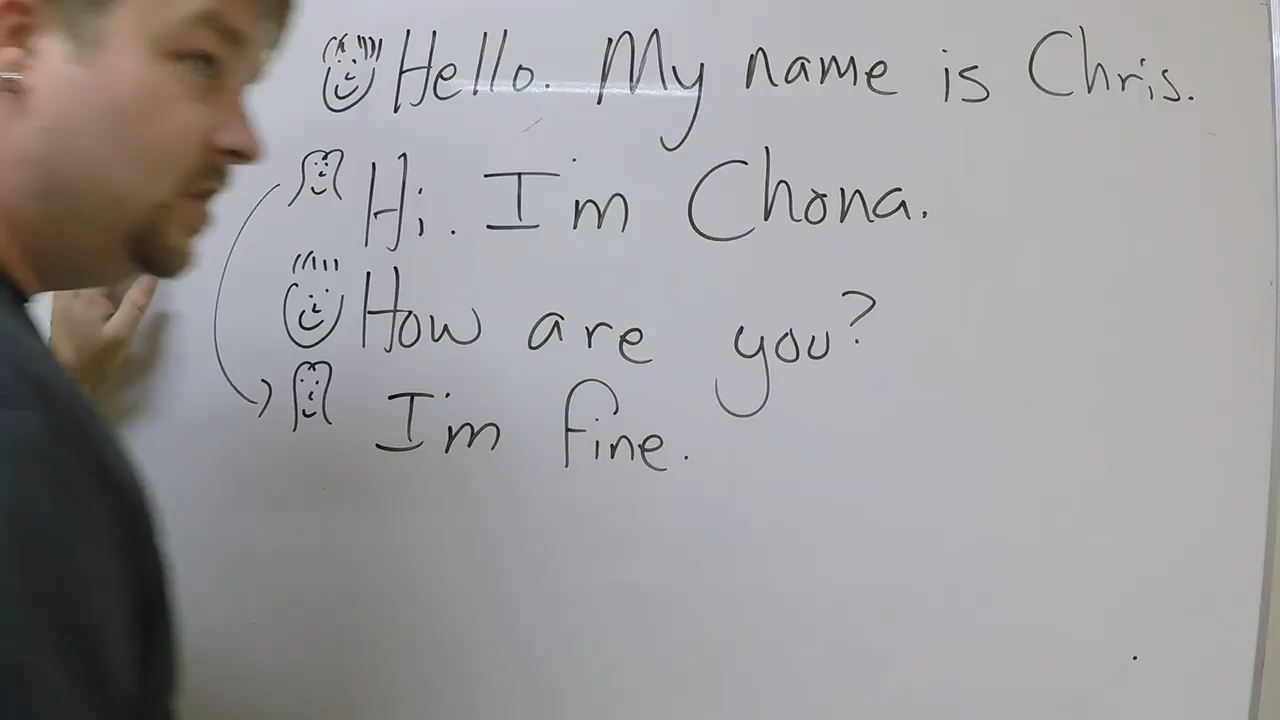 Hello. My name is Chris.
Hi. I'm Chona.
How are you?
I'm fine.